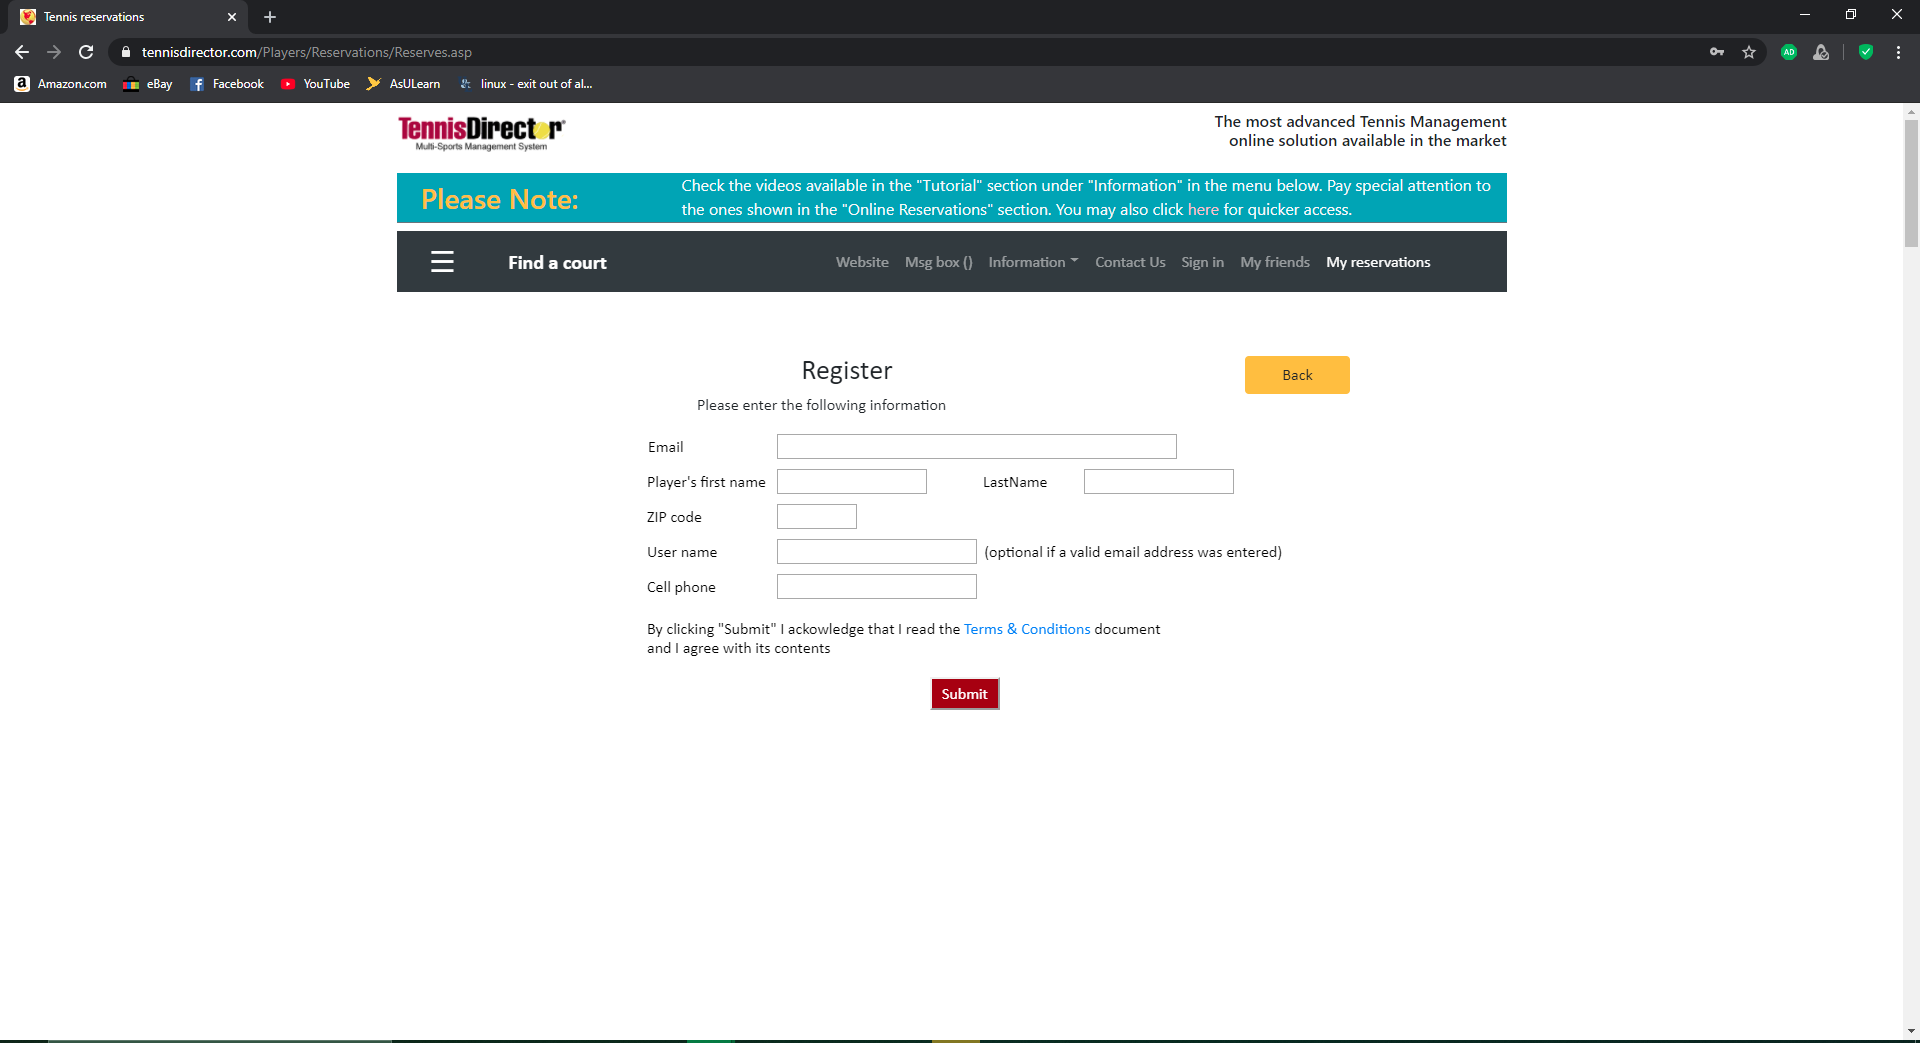 Tennis reservations
tennisdirector.com/Players/Reservations/Reserves.asp
AD
Amazon.com eBay Facebook YouTube AsULearn linux - exit out of al...
TennisDirector®
Multi-Sports Management System
The most advanced Tennis Management
online solution available in the market
Please Note:
Check the videos available in the "Tutorial" section under "Information" in the menu below. Pay special attention to
the ones shown in the "Online Reservations" section. You may also click here for quicker access.
Find a court Website Msg box () Information Contact Us Sign in My friends My reservations
Register
Back
Please enter the following information
Email
Player's first name LastName
ZIP code
User name (optional if a valid email address was entered)
Cell phone
By clicking "Submit" I ackowledge that I read the Terms & Conditions document
and I agree with its contents
Submit